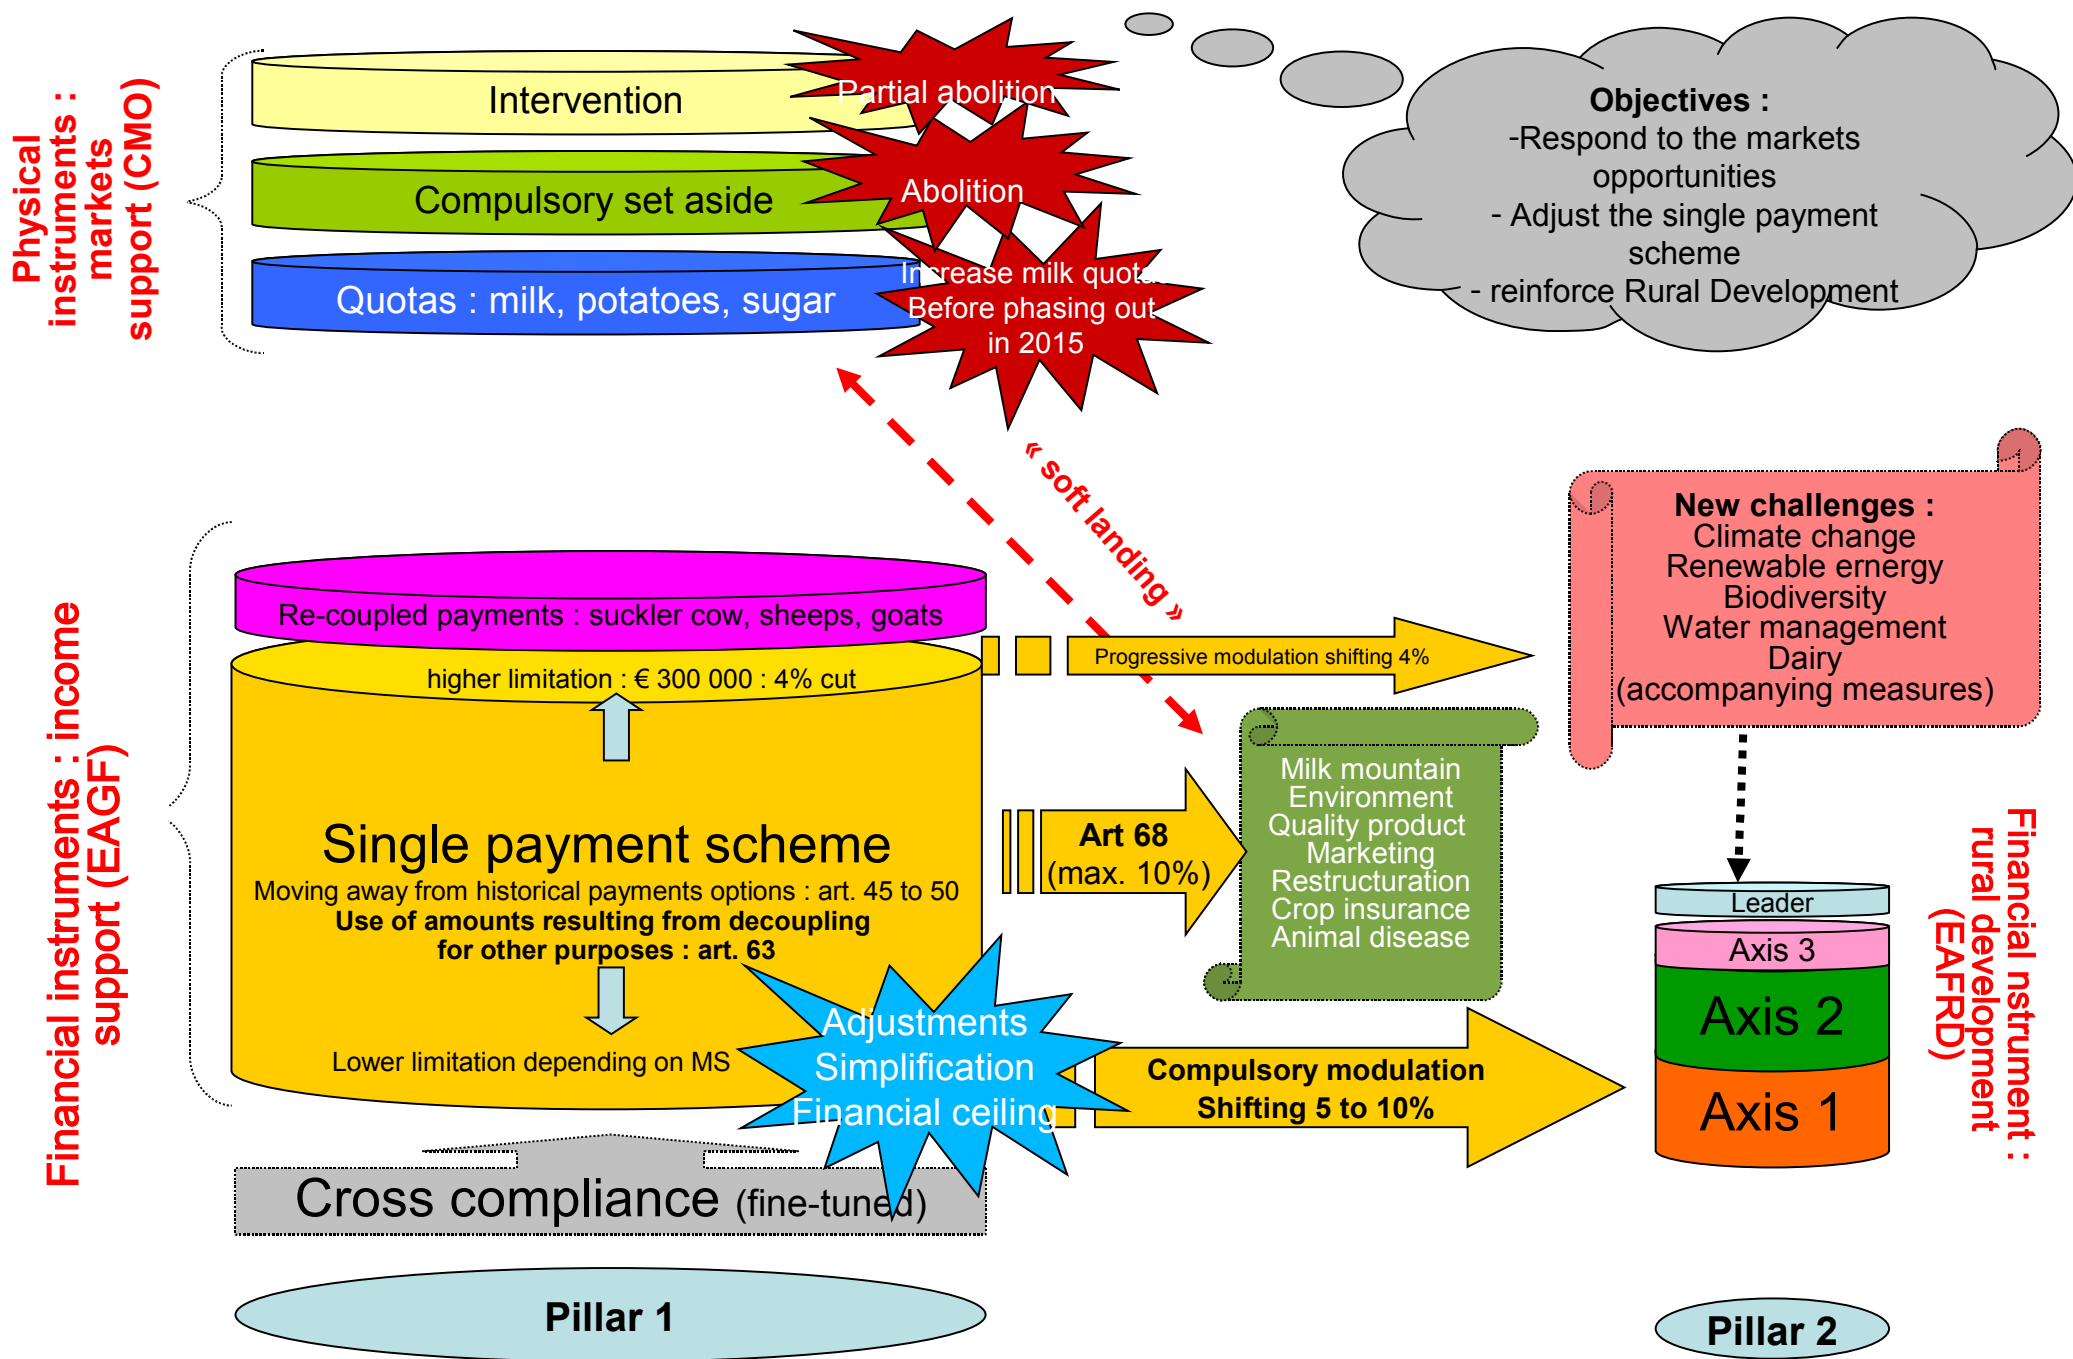 Physical
instruments :
markets
support (CMO)
Intervention
Partial abolition
Compulsory set aside
Abolition
Quotas : milk, potatoes, sugar
Increase milk quota
Before phasing out
in 2015
Objectives :
-Respond to the markets
opportunities
- Adjust the single payment
scheme
- reinforce Rural Development
« soft landing »
New challenges :
Climate change
Renewable ernergy
Biodiversity
Water management
Dairy
(accompanying measures)
Financial instruments : income
support (EAGF)
Re-coupled payments : suckler cow, sheeps, goats
higher limitation : € 300 000 : 4% cut
Progressive modulation shifting 4%
Single payment scheme
Moving away from historical payments options : art. 45 to 50
Use of amounts resulting from decoupling
for other purposes : art. 63
Lower limitation depending on MS
Art 68
(max. 10%)
Milk mountain
Environment
Quality product
Marketing
Restructuration
Crop insurance
Animal disease
Adjustments
Simplification
Financial ceiling
Compulsory modulation
Shifting 5 to 10%
Leader
Axis 3
Axis 2
Axis 1
Financial nstrument :
rural development
(EAFRD)
Cross compliance (fine-tuned)
Pillar 1
Pillar 2